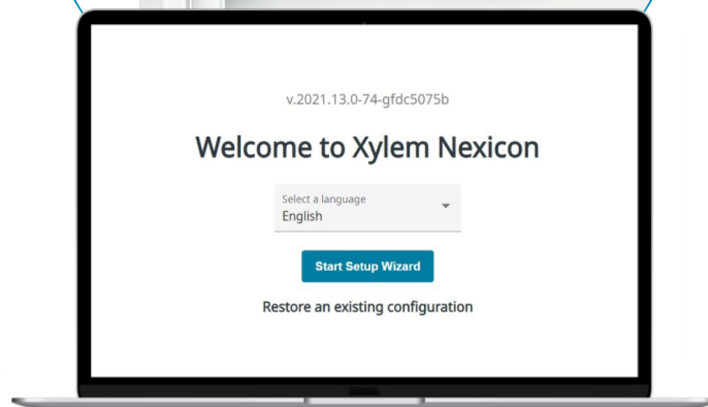 v.2021.13.0-74-gfdc5075b
Welcome to Xylem Nexicon
Select a language
English
Start Setup Wizard
Restore an existing configuration